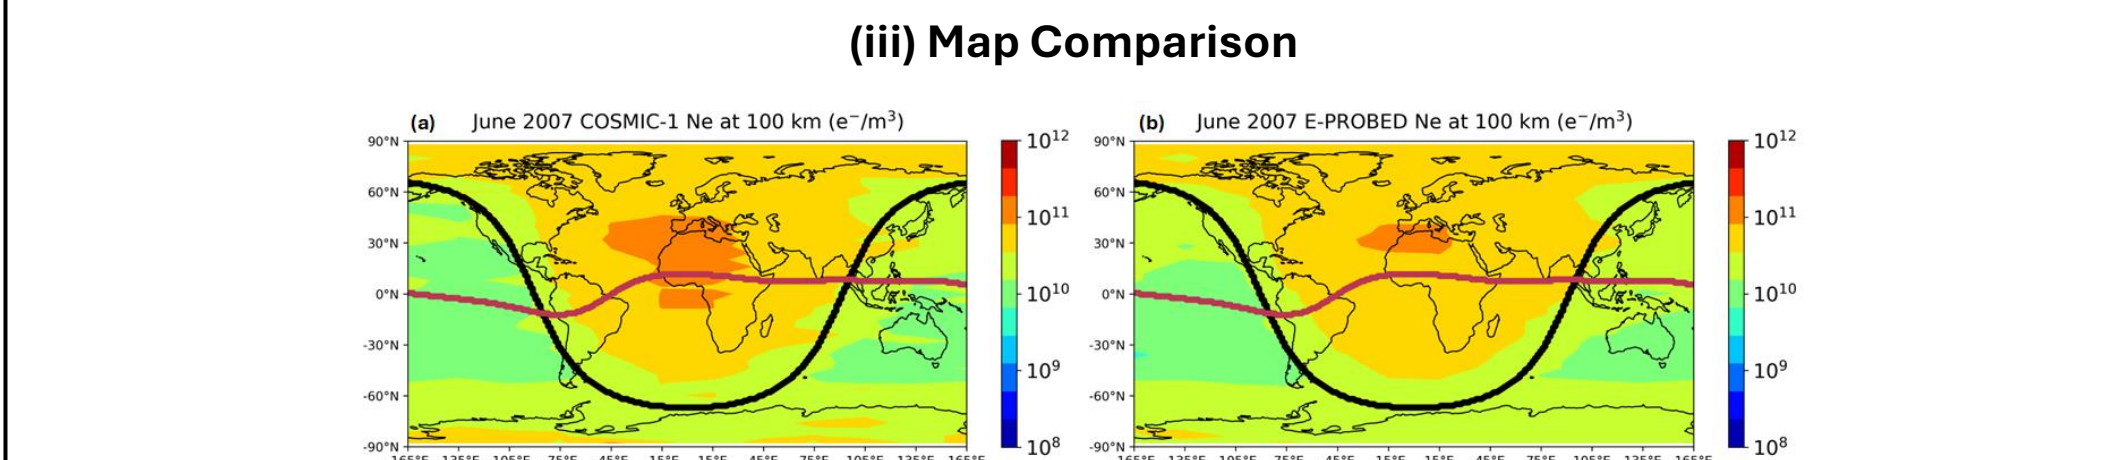 (iii) Map Comparison
(a) June 2007 COSMIC-1 Ne at 100 km (e⁻/m³)
90°N
60°N
30°N
0°N
-30°N
-60°N
-90°N
10¹²
10¹¹
10¹⁰
10⁹
10⁸
(b) June 2007 E-PROBED Ne at 100 km (e⁻/m³)
90°N
60°N
30°N
0°N
-30°N
-60°N
-90°N
10¹²
10¹¹
10¹⁰
10⁹
10⁸